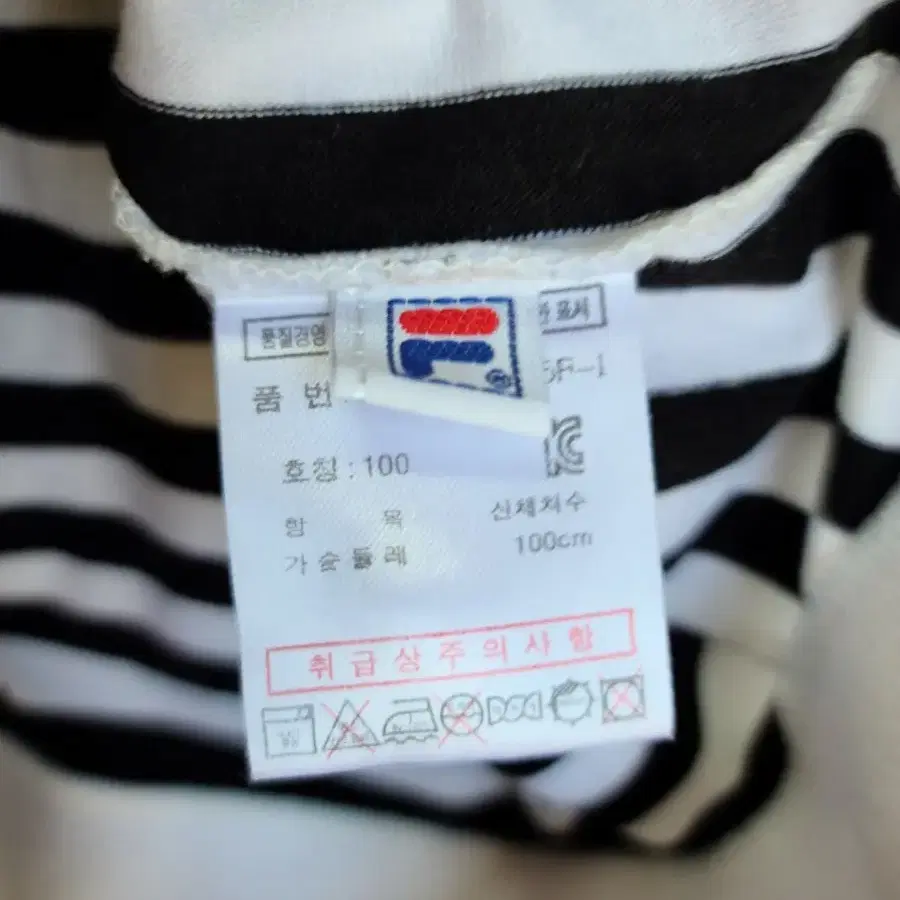 품질경영
표시
품 번
5F-1
호칭 : 100
항 목 신체치수
가슴둘레 100cm
취급상주의사항